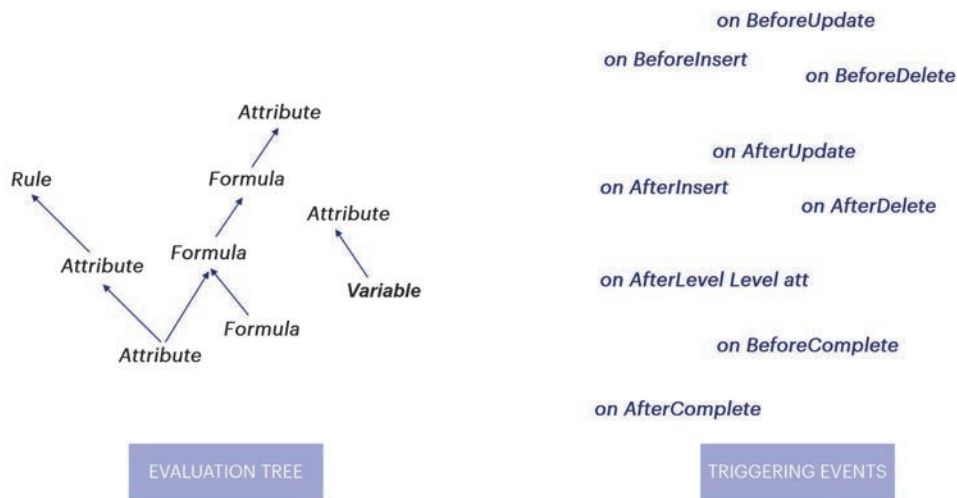 on BeforeUpdate
on BeforeInsert
on BeforeDelete
Attribute
on AfterUpdate
Rule
Formula
on AfterInsert
on AfterDelete
Attribute
Formula
Attribute
on AfterLevel Level att
Variable
Formula
Attribute
on BeforeComplete
on AfterComplete
EVALUATION TREE
TRIGGERING EVENTS